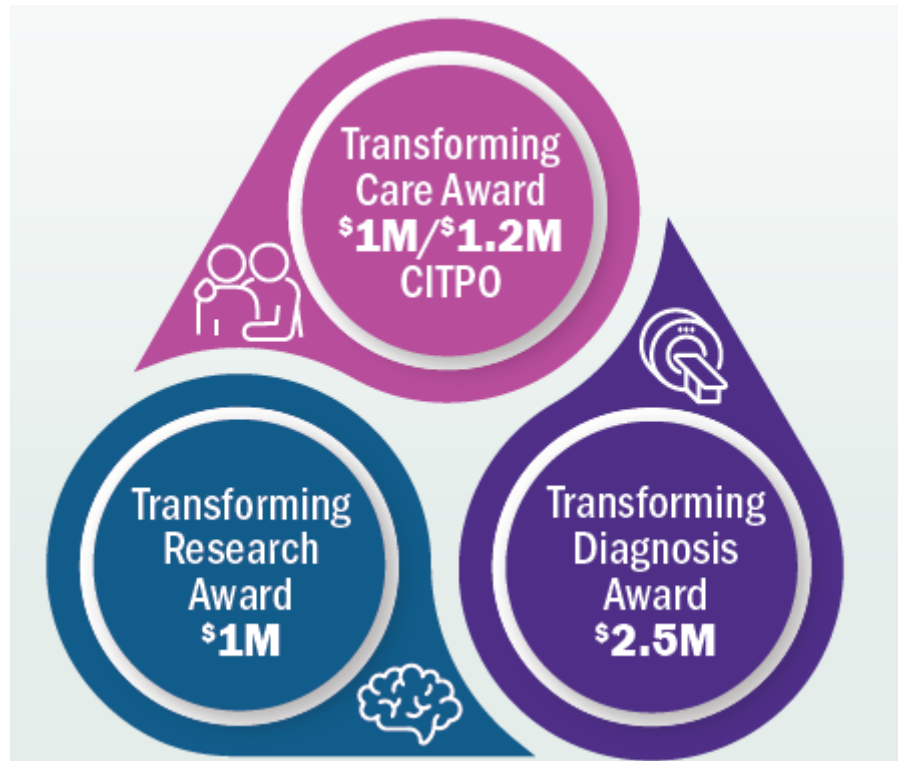 Transforming
Care Award
$1M/$1.2M
CITPO
Transforming
Research
Award
$1M
Transforming
Diagnosis
Award
$2.5M